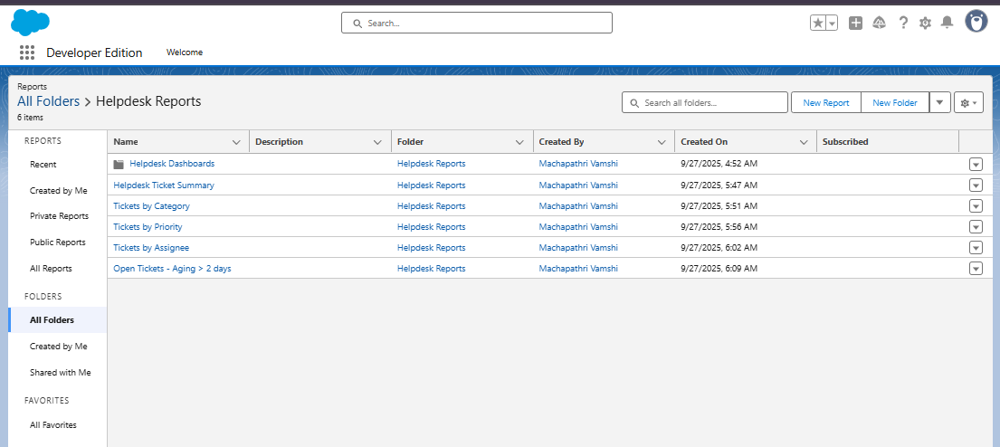 Search...
Developer Edition Welcome
Reports
All Folders > Helpdesk Reports
6 items
Search all folders... New Report New Folder
REPORTS
Recent
Created by Me
Private Reports
Public Reports
All Reports
FOLDERS
All Folders
Created by Me
Shared with Me
FAVORITES
All Favorites
Name Description Folder Created By Created On Subscribed
Helpdesk Dashboards Helpdesk Reports Machapathri Vamshi 9/27/2025, 4:52 AM
Helpdesk Ticket Summary Helpdesk Reports Machapathri Vamshi 9/27/2025, 5:47 AM
Tickets by Category Helpdesk Reports Machapathri Vamshi 9/27/2025, 5:51 AM
Tickets by Priority Helpdesk Reports Machapathri Vamshi 9/27/2025, 5:56 AM
Tickets by Assignee Helpdesk Reports Machapathri Vamshi 9/27/2025, 6:02 AM
Open Tickets - Aging > 2 days Helpdesk Reports Machapathri Vamshi 9/27/2025, 6:09 AM